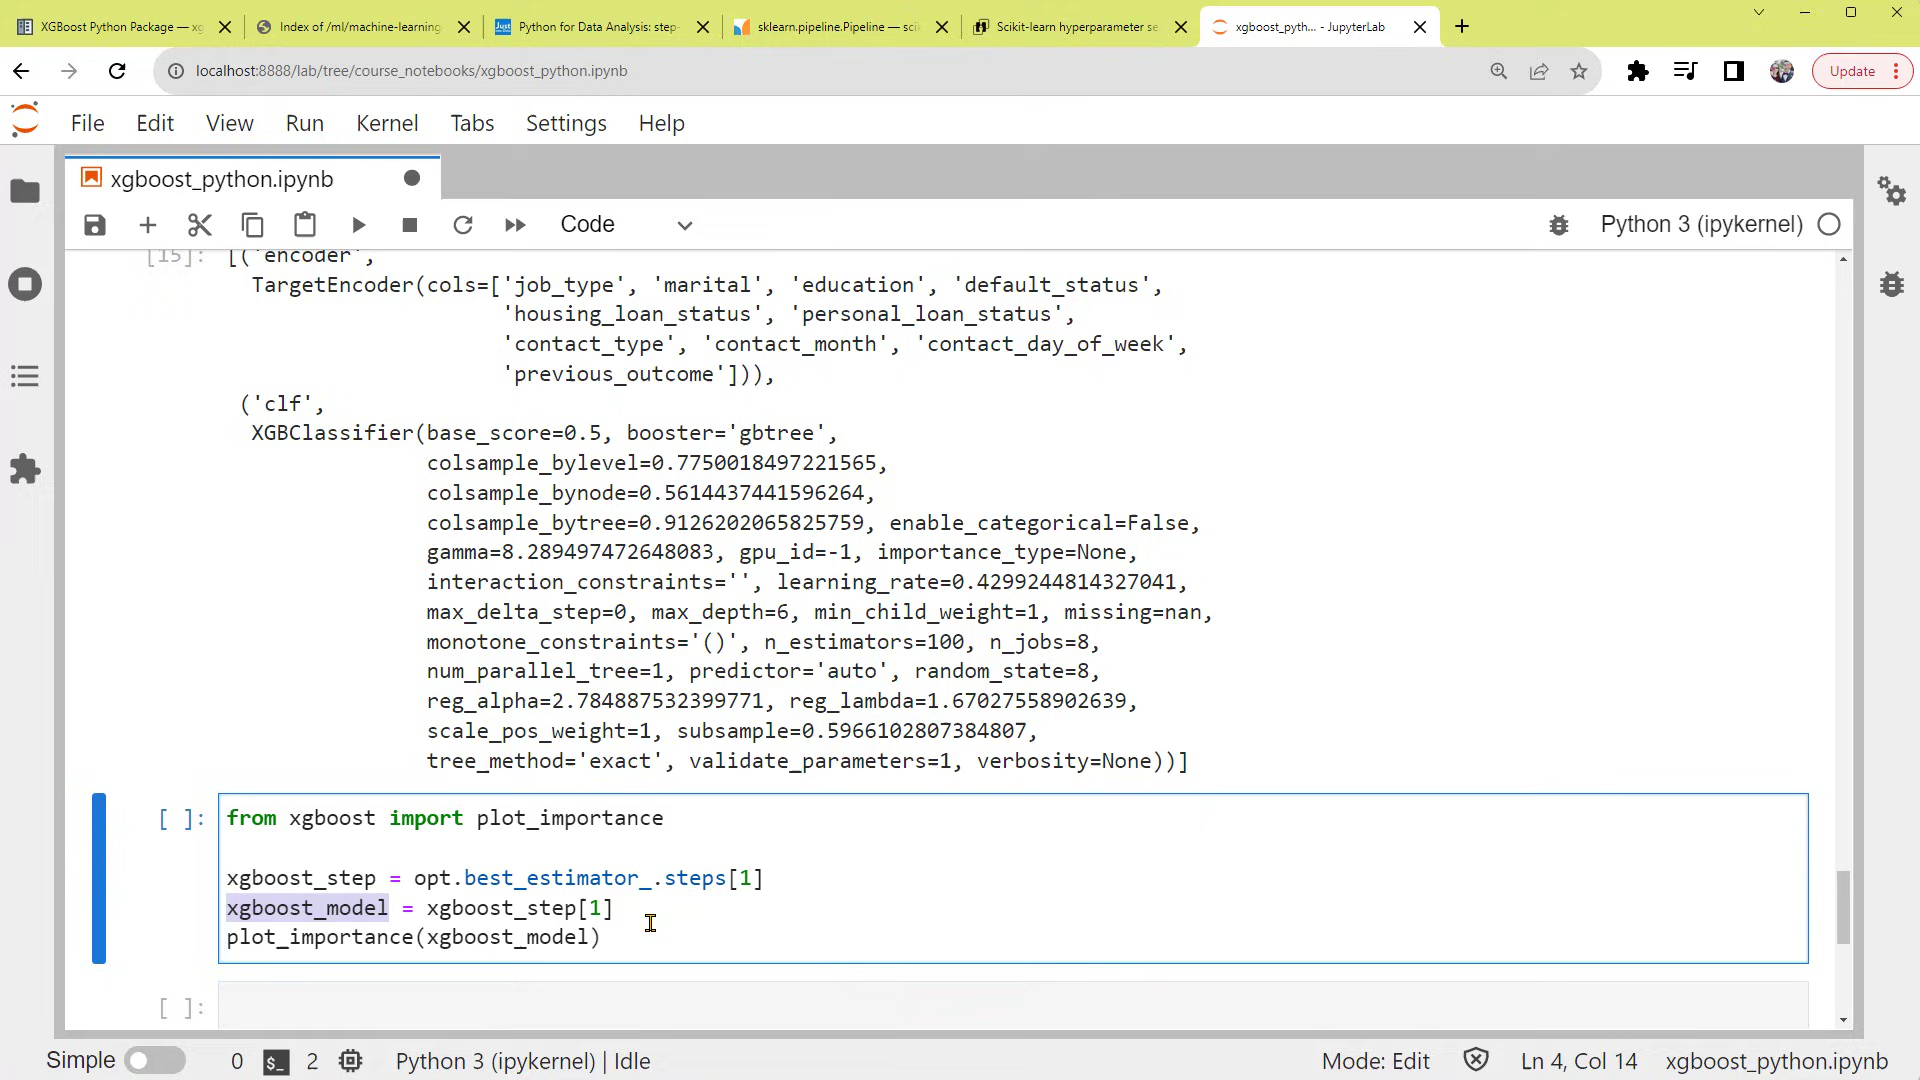 XGBoost Python Package — xg
Index of /ml/machine-learning
Python for Data Analysis: step-
sklearn.pipeline.Pipeline — sci
Scikit-learn hyperparameter se
xgboost_pyth... - JupyterLab
localhost:8888/lab/tree/course_notebooks/xgboost_python.ipynb
Update
File Edit View Run Kernel Tabs Settings Help
xgboost_python.ipynb
Code
Python 3 (ipykernel)
[15]: [('encoder',
TargetEncoder(cols=['job_type', 'marital', 'education', 'default_status',
'housing_loan_status', 'personal_loan_status',
'contact_type', 'contact_month', 'contact_day_of_week',
'previous_outcome'])),
('clf',
XGBClassifier(base_score=0.5, booster='gbtree',
colsample_bylevel=0.7750018497221565,
colsample_bynode=0.5614437441596264,
colsample_bytree=0.9126202065825759, enable_categorical=False,
gamma=8.289497472648083, gpu_id=-1, importance_type=None,
interaction_constraints='', learning_rate=0.4299244814327041,
max_delta_step=0, max_depth=6, min_child_weight=1, missing=nan,
monotone_constraints='()', n_estimators=100, n_jobs=8,
num_parallel_tree=1, predictor='auto', random_state=8,
reg_alpha=2.784887532399771, reg_lambda=1.67027558902639,
scale_pos_weight=1, subsample=0.5966102807384807,
tree_method='exact', validate_parameters=1, verbosity=None))]
[ ]: from xgboost import plot_importance
xgboost_step = opt.best_estimator_.steps[1]
xgboost_model = xgboost_step[1]
plot_importance(xgboost_model)
[ ]:
Simple 0 $_ 2 Python 3 (ipykernel) | Idle Mode: Edit Ln 4, Col 14 xgboost_python.ipynb